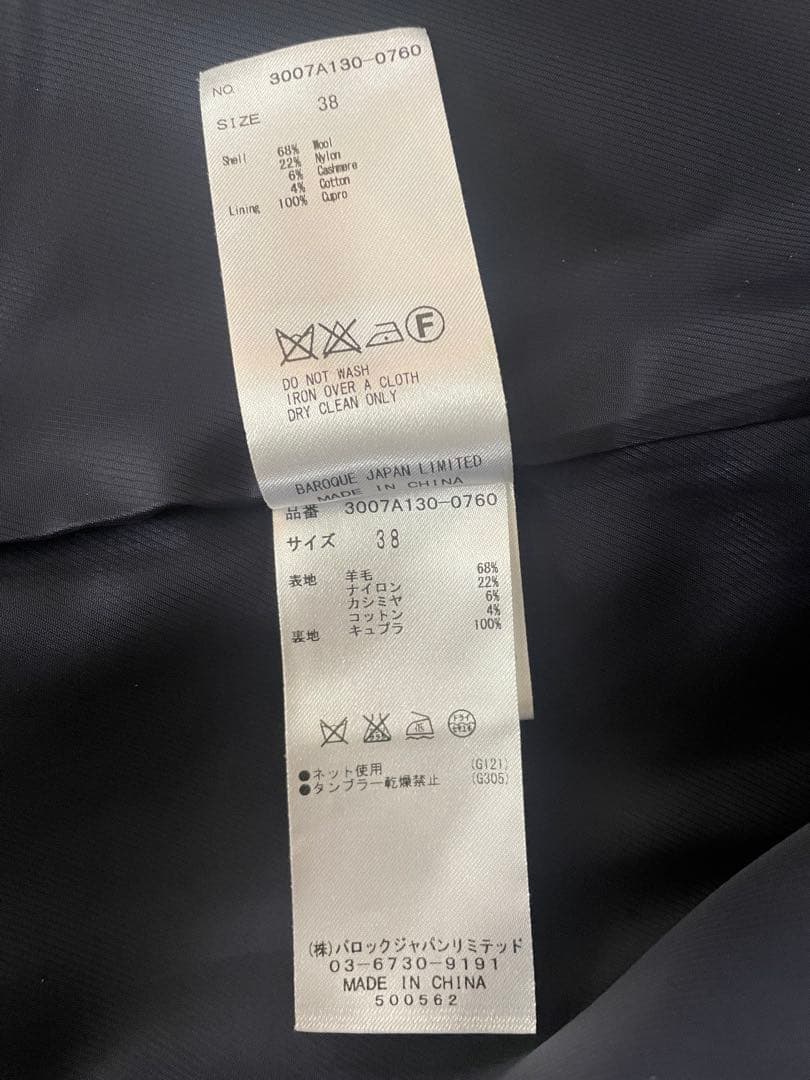 NO. 3007A130-0760
SIZE 38
Shell 68% Wool
22% Nylon
6% Cashmere
4% Cotton
Lining 100% Cupro
F
DO NOT WASH
IRON OVER A CLOTH
DRY CLEAN ONLY
BAROQUE JAPAN LIMITED
MADE IN CHINA
品番 3007A130-0760
サイズ 38
表地 羊毛 68%
ナイロン 22%
カシミヤ 6%
コットン 4%
裏地 キュプラ 100%
ドライ
●ネット使用 (G121)
●タンブラー乾燥禁止 (G305)
(株)バロックジャパンリミテッド
03-6730-9191
MADE IN CHINA
500562